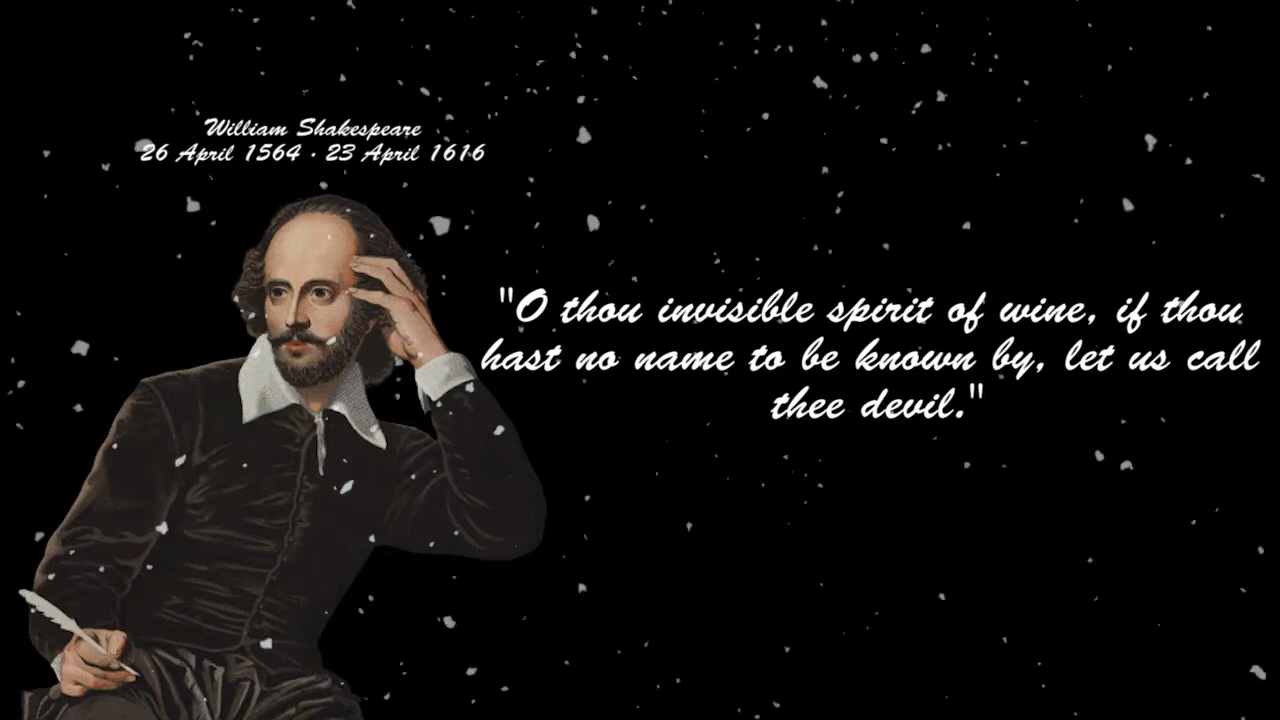 William Shakespeare
26 April 1564 · 23 April 1616
"O thou invisible spirit of wine, if thou
hast no name to be known by, let us call
thee devil."